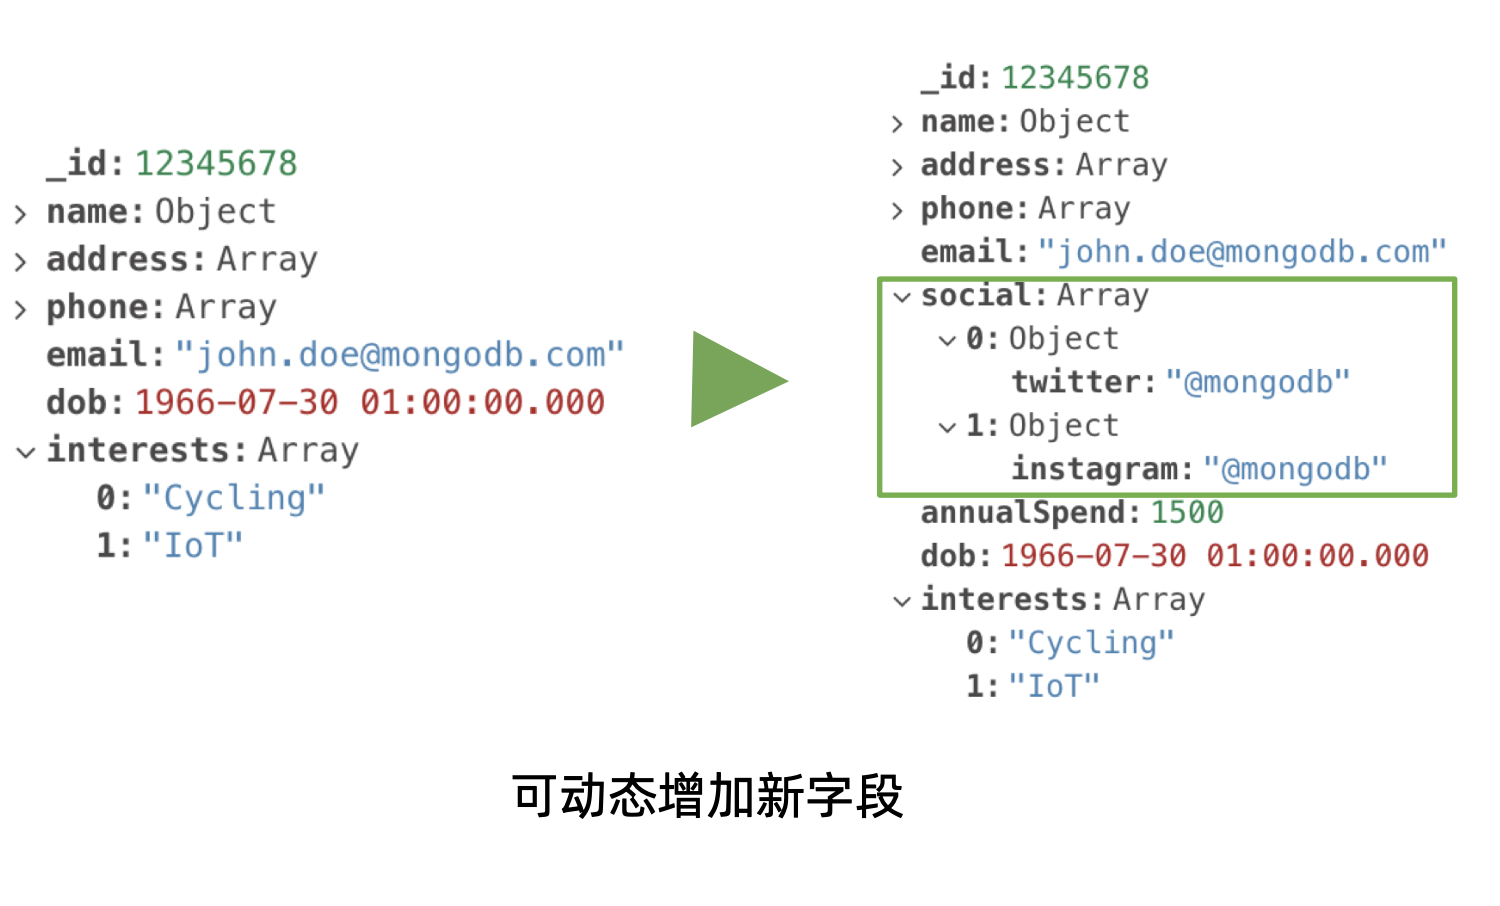 _id: 12345678
name: Object
address: Array
phone: Array
email: "john.doe@mongodb.com"
dob: 1966-07-30 01:00:00.000
interests: Array
0: "Cycling"
1: "IoT"
_id: 12345678
name: Object
address: Array
phone: Array
email: "john.doe@mongodb.com"
social: Array
0: Object
twitter: "@mongodb"
1: Object
instagram: "@mongodb"
annualSpend: 1500
dob: 1966-07-30 01:00:00.000
interests: Array
0: "Cycling"
1: "IoT"
可动态增加新字段